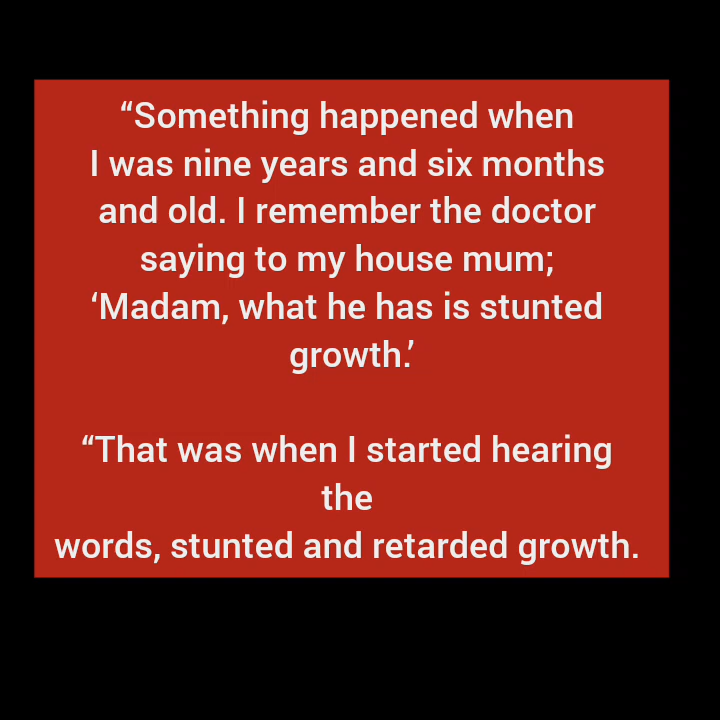 “Something happened when
I was nine years and six months
and old. I remember the doctor
saying to my house mum;
‘Madam, what he has is stunted
growth.’
“That was when I started hearing
the
words, stunted and retarded growth.